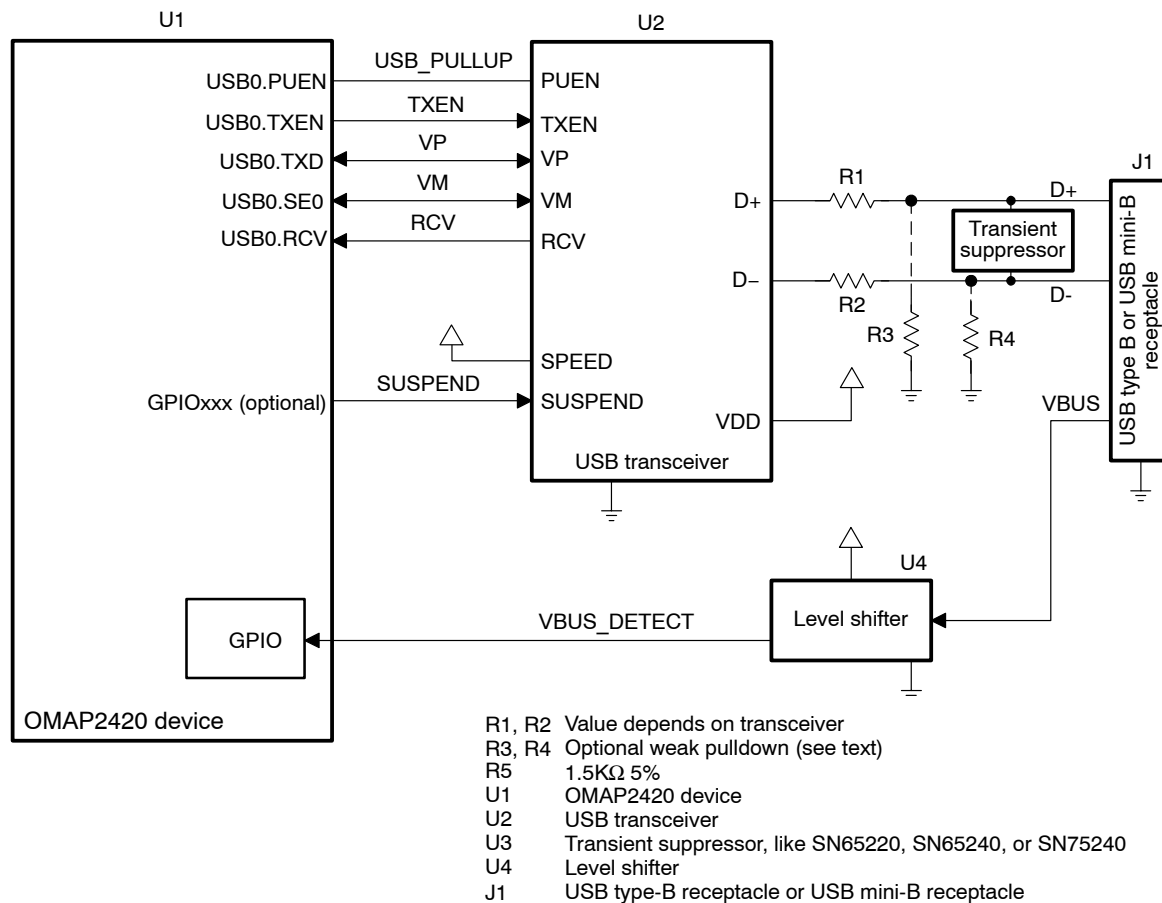 U1
U2
USB0.PUEN
USB_PULLUP
PUEN
USB0.TXEN
TXEN
TXEN
USB0.TXD
VP
VP
USB0.SE0
VM
VM
USB0.RCV
RCV
RCV
D+
R1
D+
J1
Transient
suppressor
D−
R2
D-
R3
R4
USB type B or USB mini-B
receptacle
SPEED
GPIOxxx (optional)
SUSPEND
SUSPEND
VDD
VBUS
USB transceiver
U4
Level shifter
GPIO
VBUS_DETECT
OMAP2420 device
R1, R2 Value depends on transceiver
R3, R4 Optional weak pulldown (see text)
R5 1.5KΩ 5%
U1 OMAP2420 device
U2 USB transceiver
U3 Transient suppressor, like SN65220, SN65240, or SN75240
U4 Level shifter
J1 USB type-B receptacle or USB mini-B receptacle